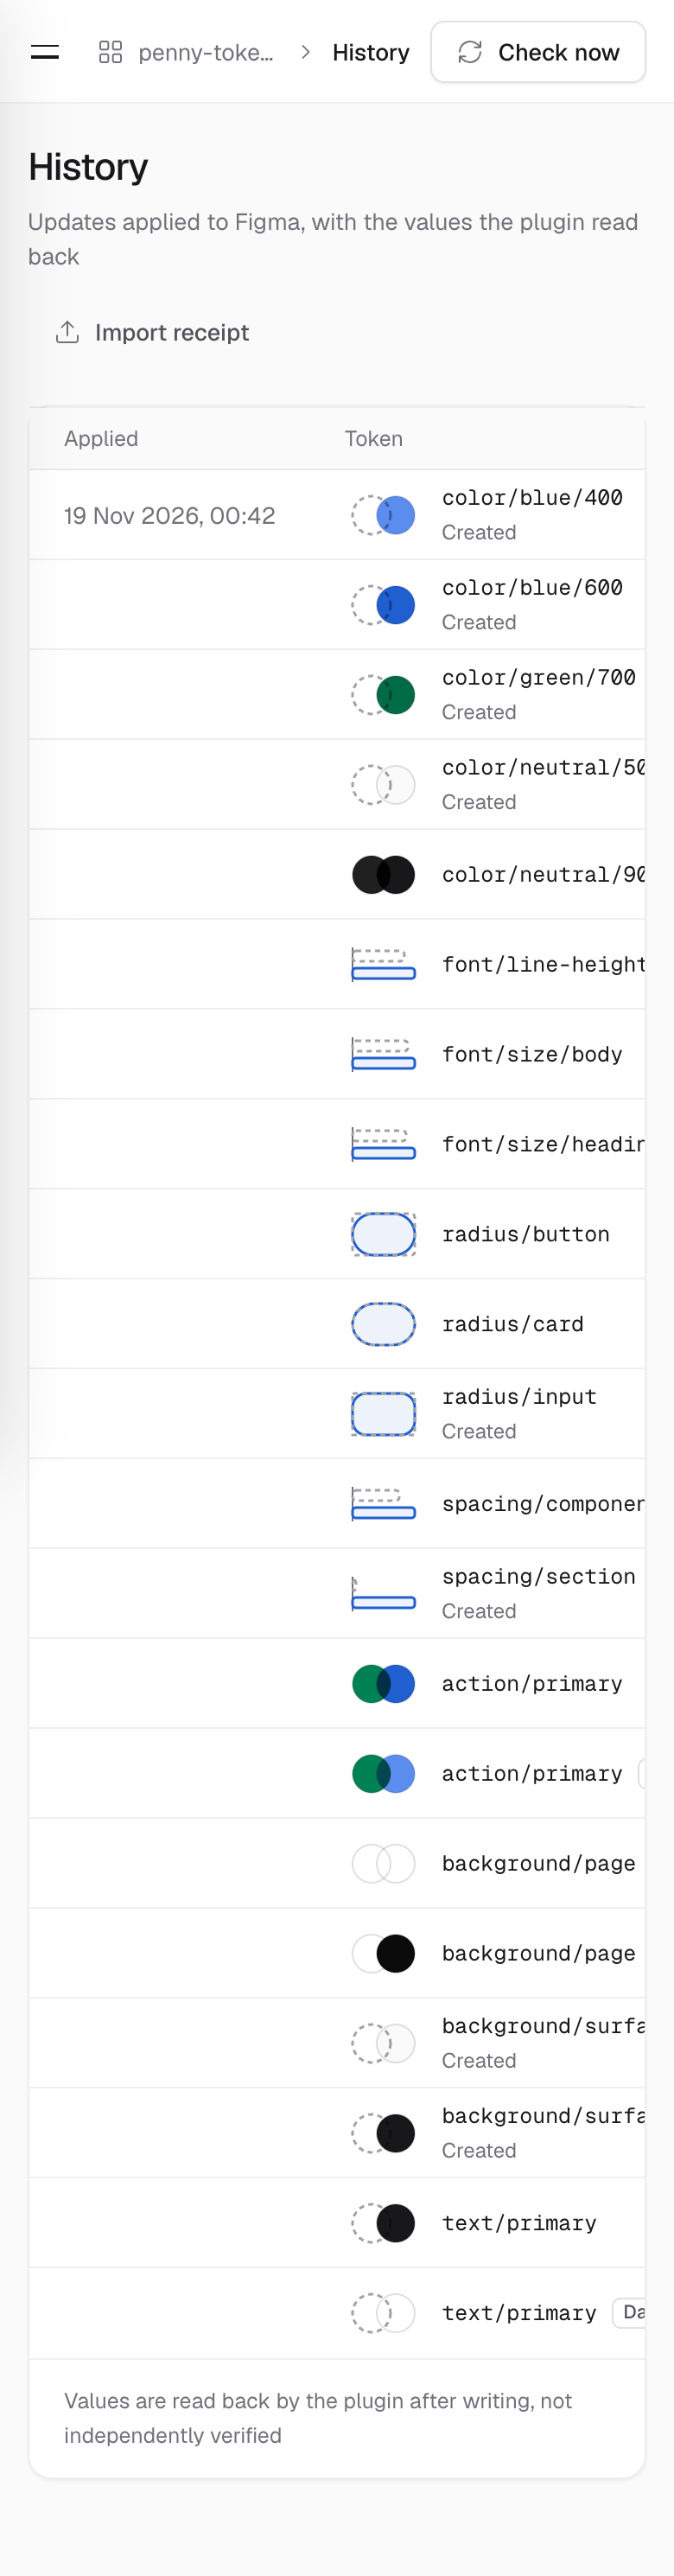 penny-toke...
History
Check now
History
Updates applied to Figma, with the values the plugin read
back
Import receipt
Applied Token
19 Nov 2026, 00:42 color/blue/400
Created
color/blue/600
Created
color/green/700
Created
color/neutral/50
Created
color/neutral/90
font/line-height
font/size/body
font/size/headin
radius/button
radius/card
radius/input
Created
spacing/componen
spacing/section
Created
action/primary
action/primary
background/page
background/page
background/surfa
Created
background/surfa
Created
text/primary
text/primary Da
Values are read back by the plugin after writing, not
independently verified